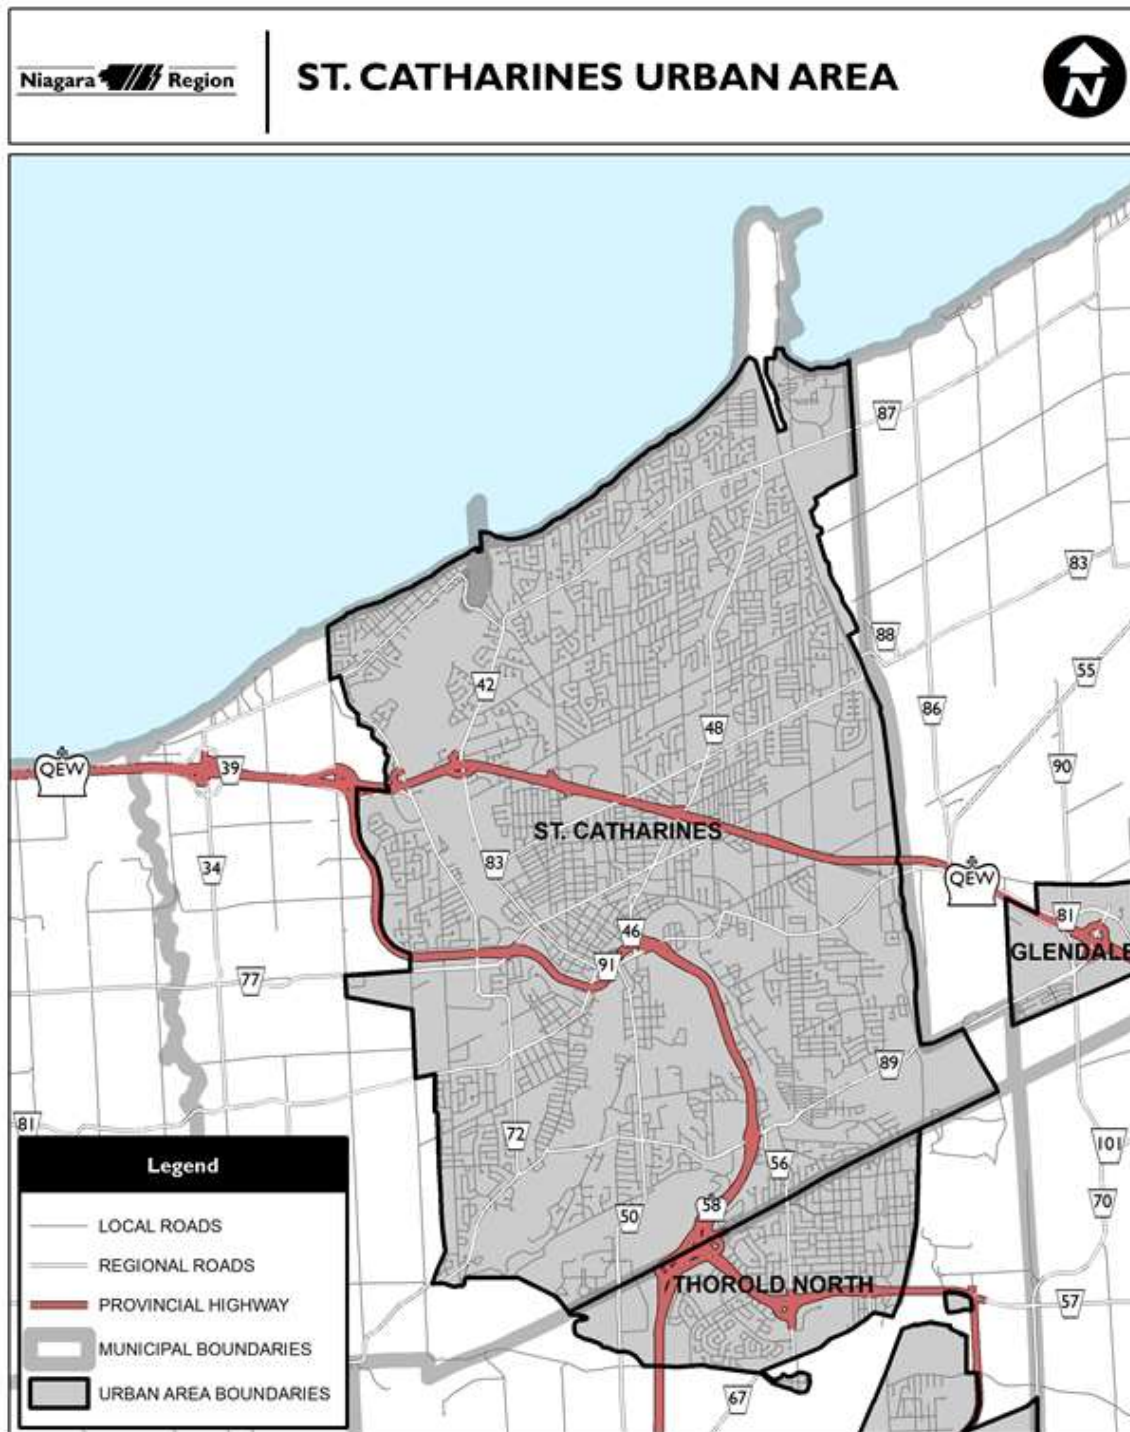 Niagara Region
ST. CATHARINES URBAN AREA
N
87
83
88
55
42
86
48
QEW
39
90
ST. CATHARINES
83
34
QEW
81
46
GLENDALE
91
77
89
81
72
101
56
Legend
70
58
50
LOCAL ROADS
REGIONAL ROADS
THOROLD NORTH
PROVINCIAL HIGHWAY
57
MUNICIPAL BOUNDARIES
URBAN AREA BOUNDARIES
67